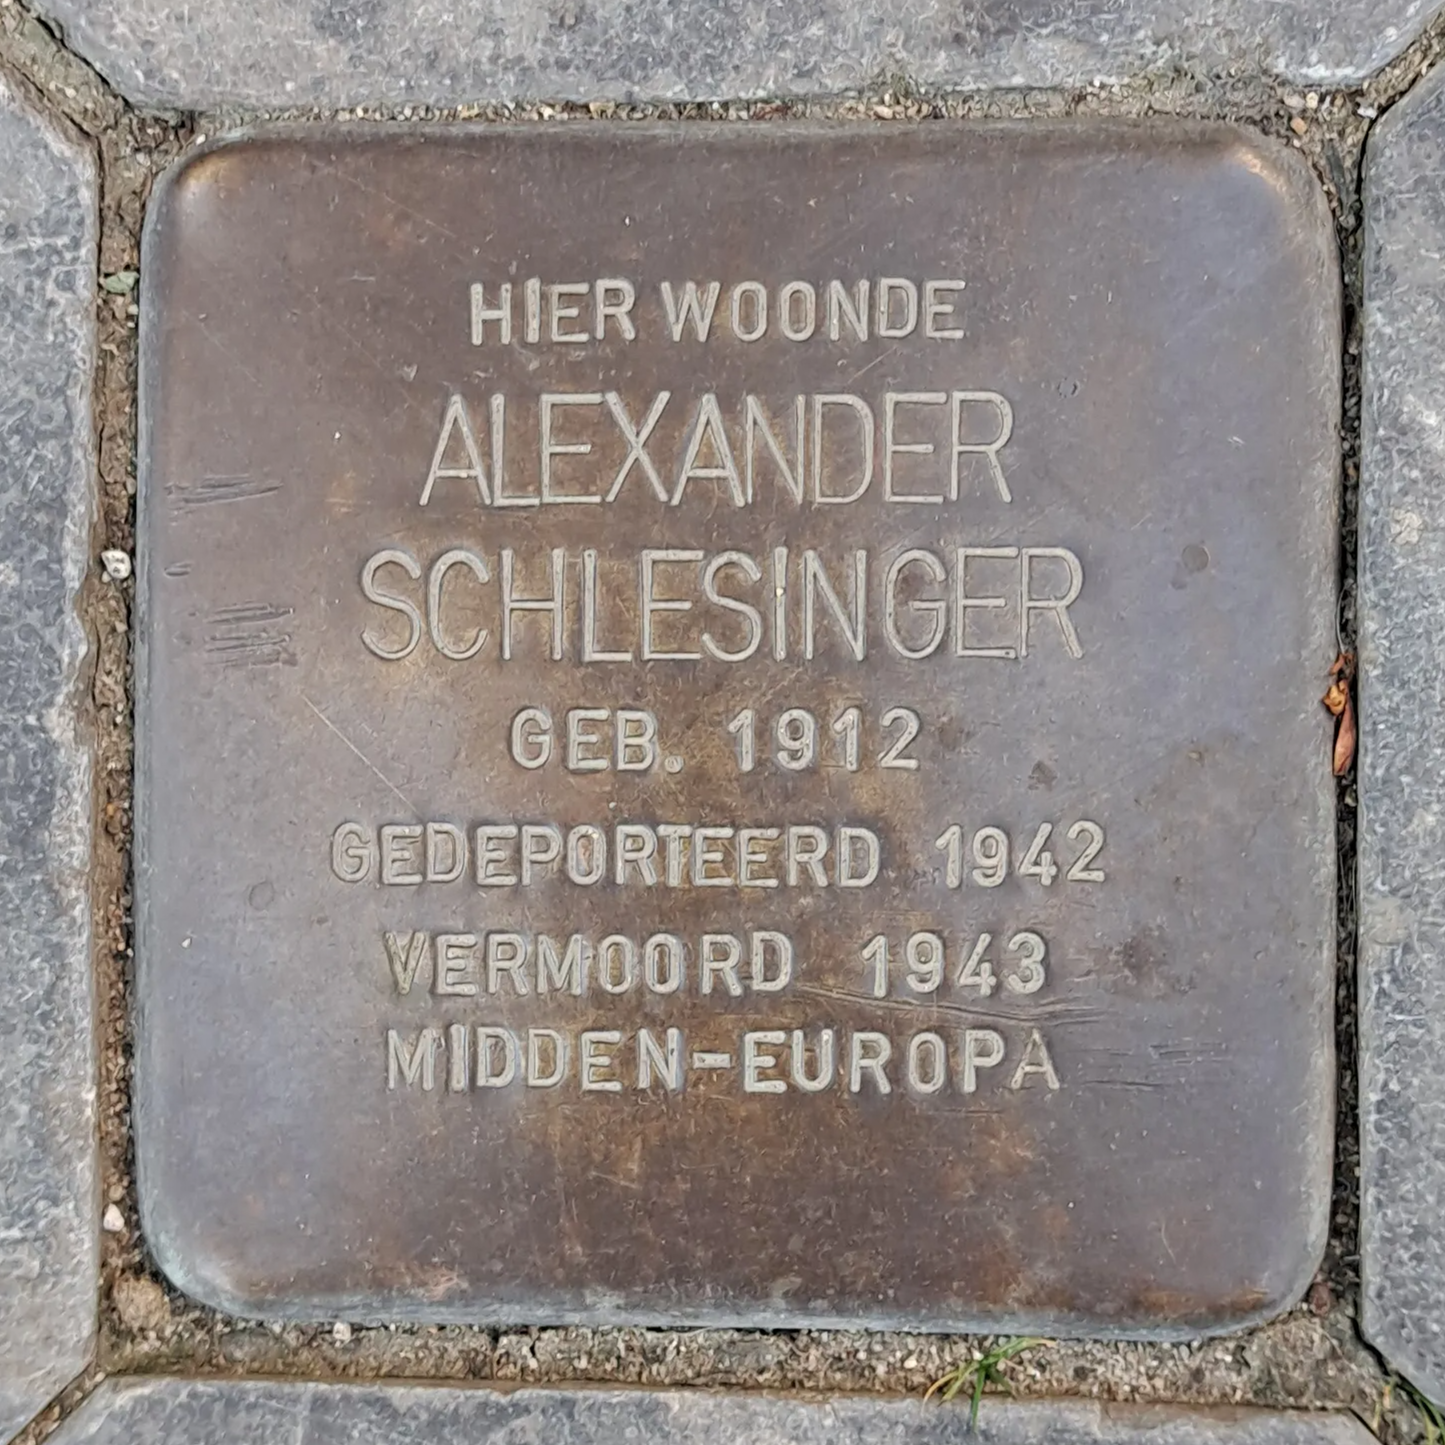 HIER WOONDE
ALEXANDER
SCHLESINGER
GEB. 1912
GEDEPORTEERD 1942
VERMOORD 1943
MIDDEN-EUROPA